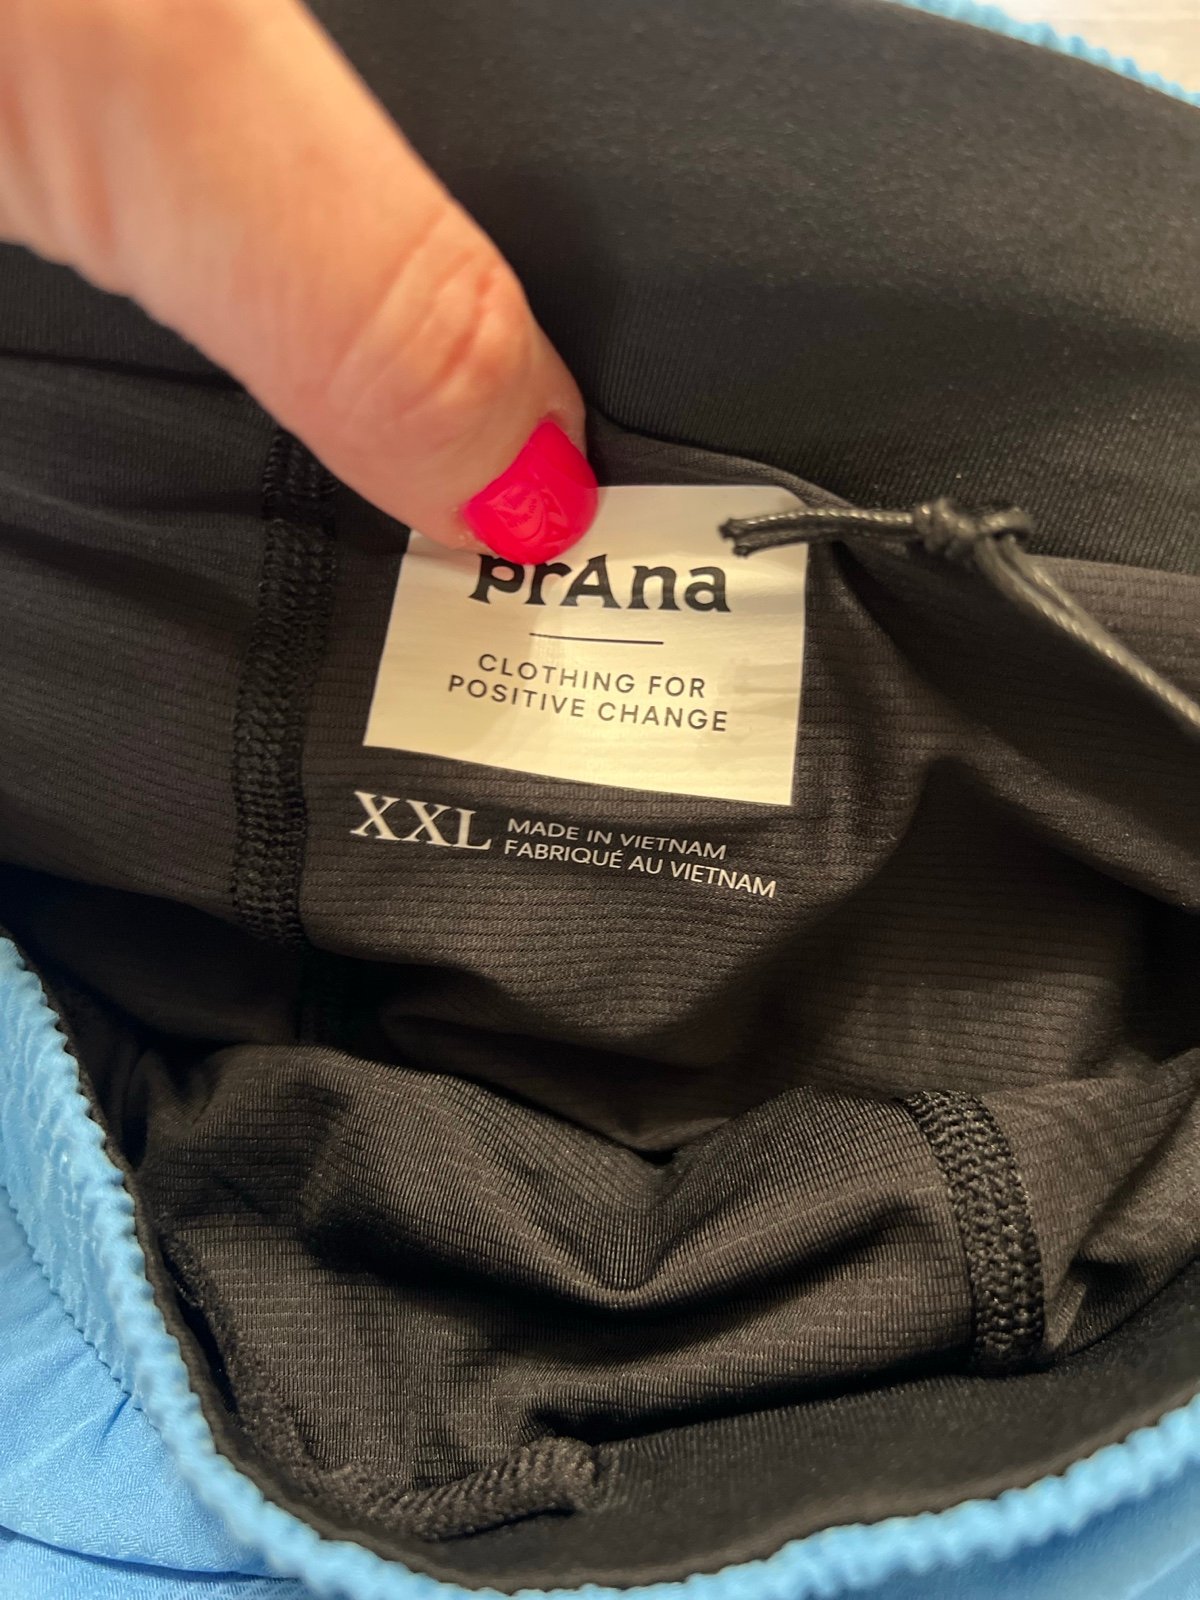 prAna
CLOTHING FOR
POSITIVE CHANGE
XXL MADE IN VIETNAM
FABRIQUÉ AU VIETNAM